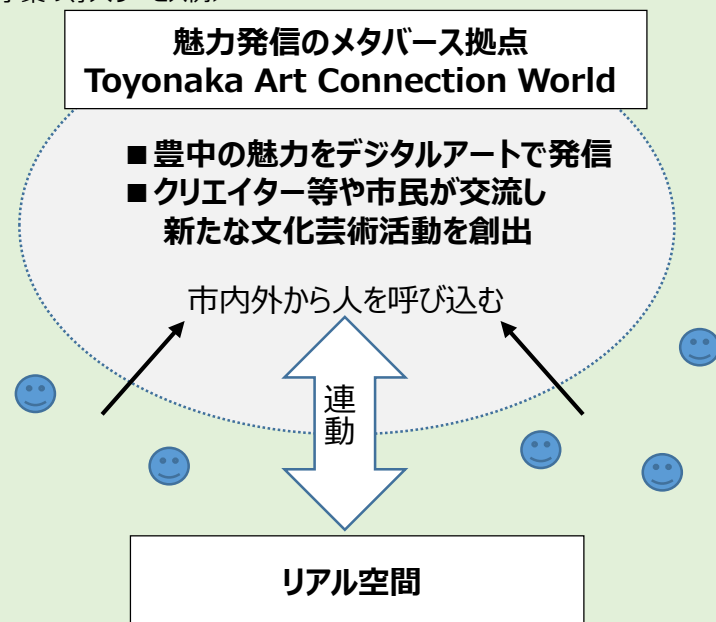 魅力発信のメタバース拠点
Toyonaka Art Connection World
■豊中の魅力をデジタルアートで発信
■クリエイター等や市民が交流し
新たな文化芸術活動を創出
市内外から人を呼び込む
連動
リアル空間